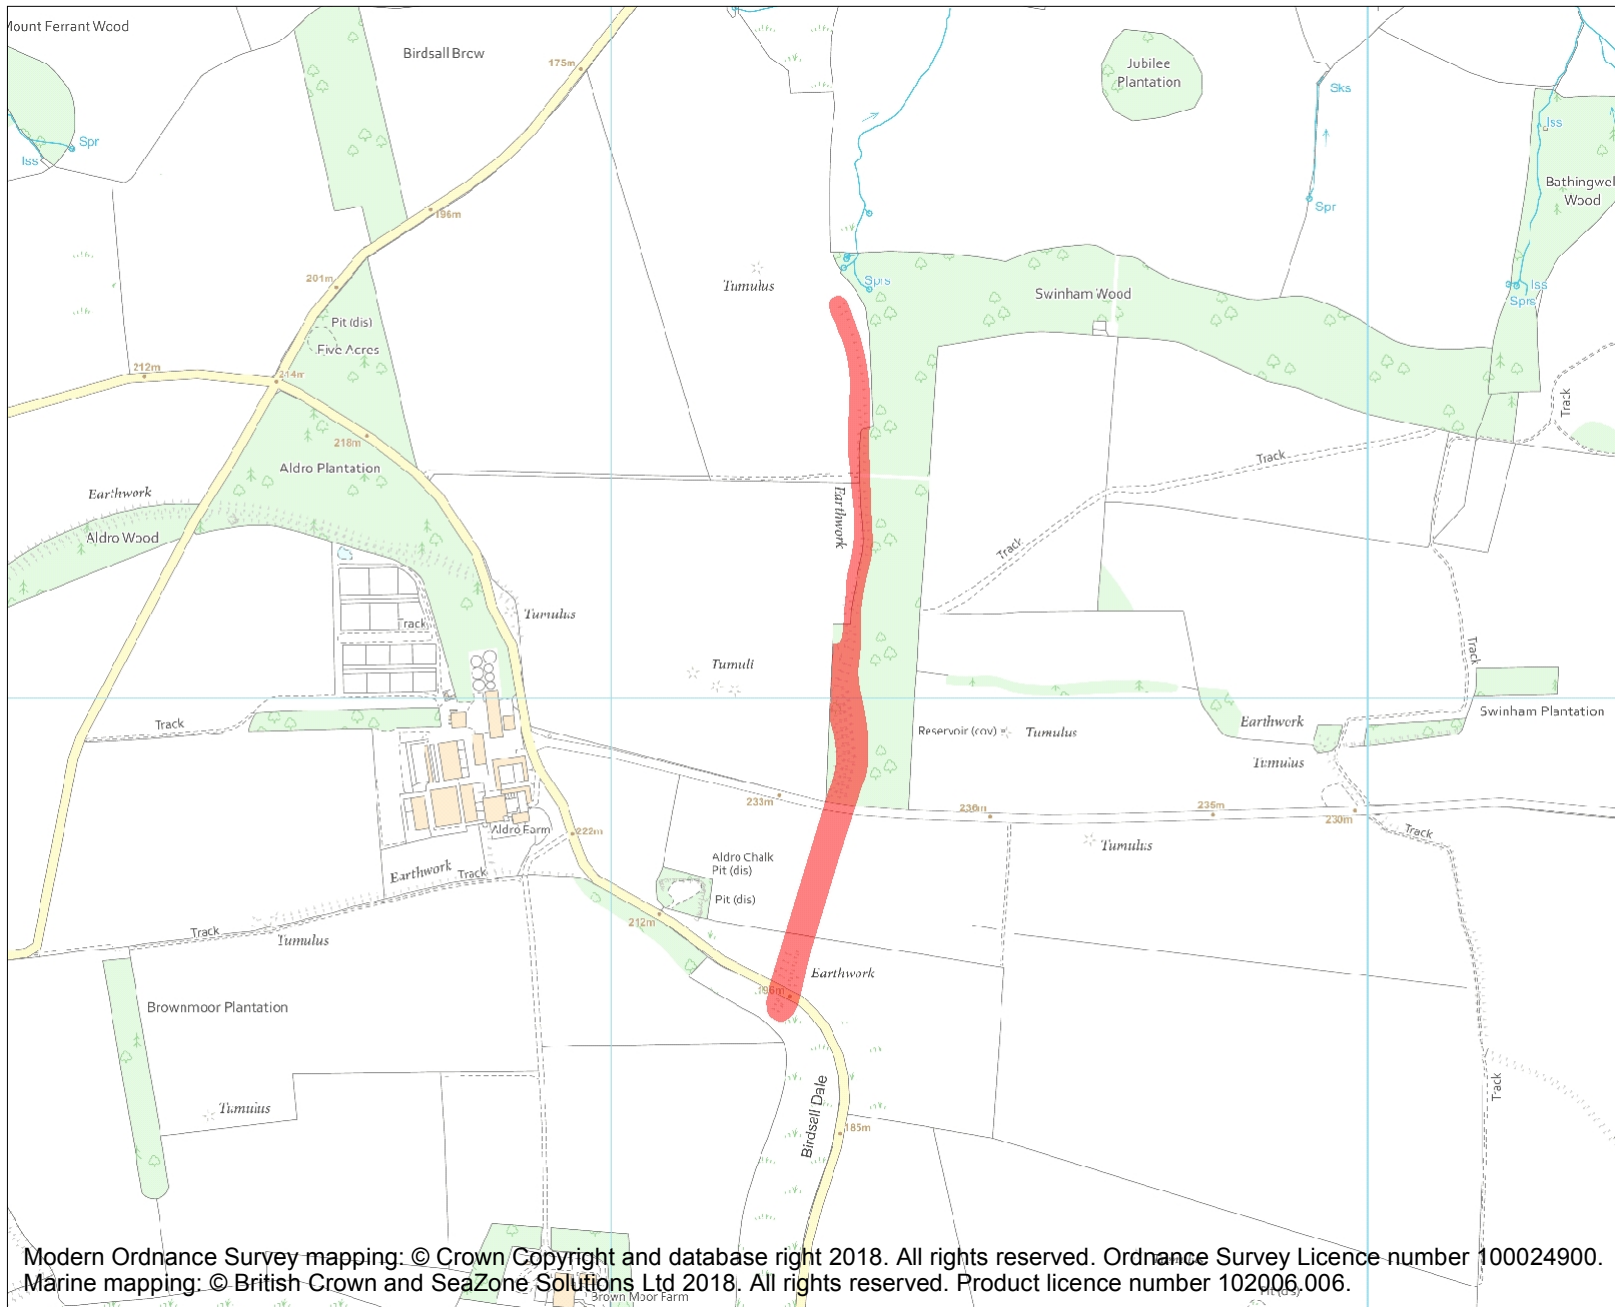 Mount Ferrant Wood
Birdsall Brow
175m
Jubilee
Plantation
Sks
Iss
Spr
Iss
Bathingwel
Wood
Spr
196m
201m
Tumulus
Sprs
Swinham Wood
Iss
Sprs
Pit (dis)
Five Acres
212m
214m
Track
218m
Aldro Plantation
Track
Earthwork
Earthwork
Aldro Wood
Track
Tumulus
Track
Tumuli
Track
Track
Reservoir (cov)
Tumulus
Earthwork
Swinham Plantation
Tumulus
233m
236m
235m
230m
Aldro Farm
222m
Track
Tumulus
Aldro Chalk
Pit (dis)
Earthwork
Track
Pit (dis)
212m
Track
Tumulus
Earthwork
196m
Brownmoor Plantation
Track
Birdsall Dale
Tumulus
185m
Modern Ordnance Survey mapping: © Crown Copyright and database right 2018. All rights reserved. Ordnance Survey Licence number 100024900.
Marine mapping: © British Crown and SeaZone Solutions Ltd 2018. All rights reserved. Product licence number 102006.006.
Brown Moor Farm
Pit (dis)